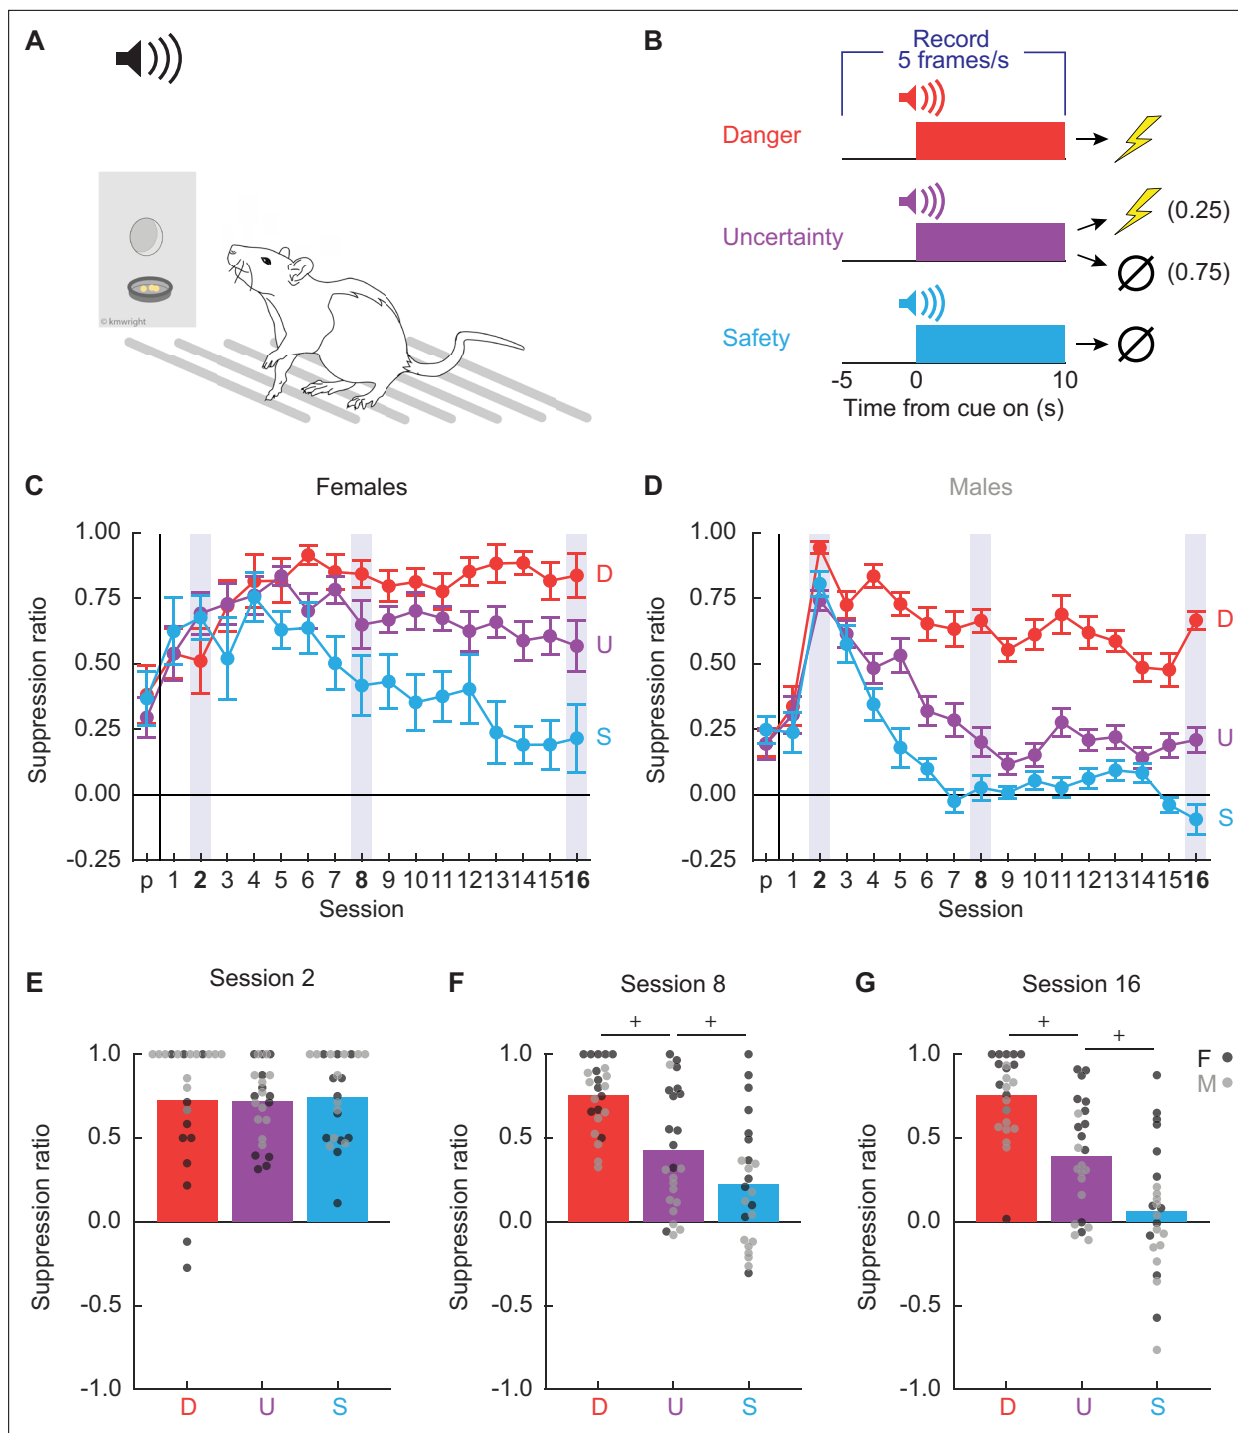 A
© kmwright
B
Record
5 frames/s
Danger
Uncertainty
(0.25)
(0.75)
Safety
-5 0 10
Time from cue on (s)
C
Females
Suppression ratio
1.00
0.75
0.50
0.25
0.00
-0.25
D
U
S
p 1 2 3 4 5 6 7 8 9 10 11 12 13 14 15 16
Session
D
Males
Suppression ratio
1.00
0.75
0.50
0.25
0.00
-0.25
D
U
S
p 1 2 3 4 5 6 7 8 9 10 11 12 13 14 15 16
Session
E
Session 2
Suppression ratio
1.0
0.5
0.0
-0.5
-1.0
D U S
F
Session 8
+ +
Suppression ratio
1.0
0.5
0.0
-0.5
-1.0
D U S
G
Session 16
+ +
F
M
Suppression ratio
1.0
0.5
0.0
-0.5
-1.0
D U S